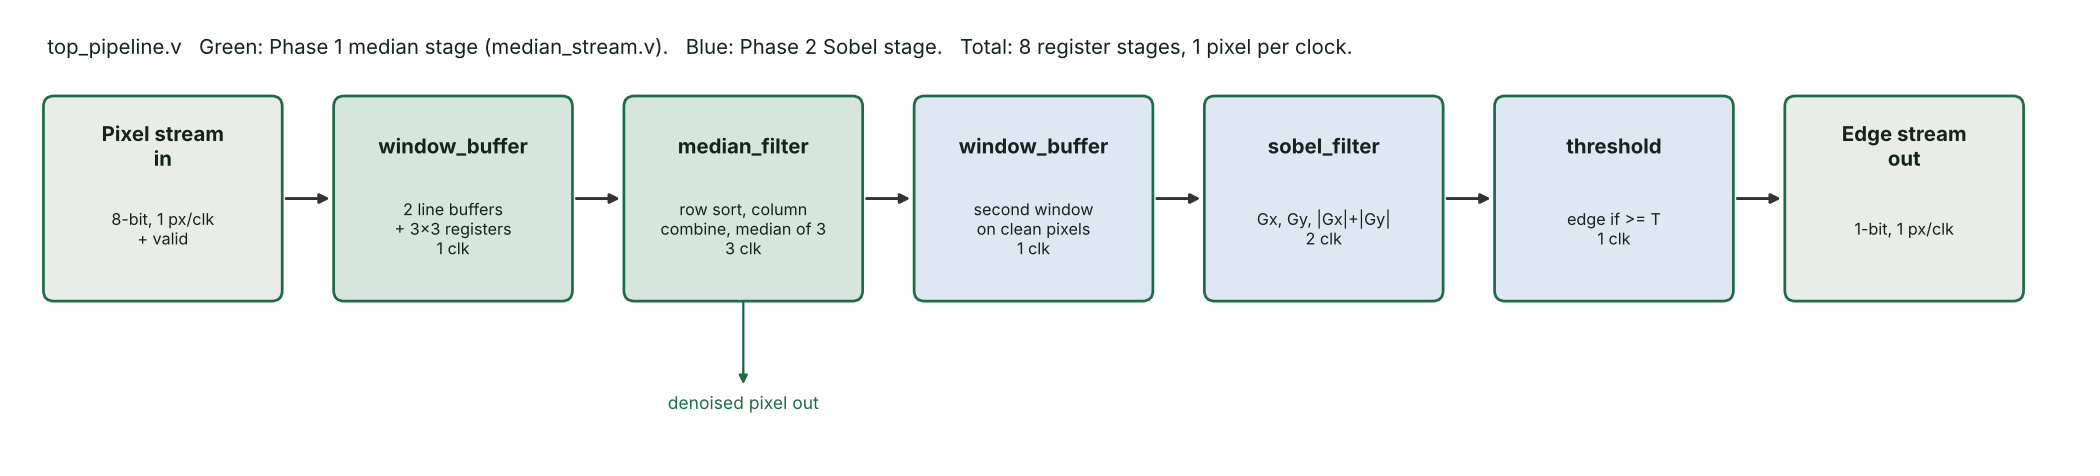 top_pipeline.v   Green: Phase 1 median stage (median_stream.v).   Blue: Phase 2 Sobel stage.   Total: 8 register stages, 1 pixel per clock.
Pixel stream
in
8-bit, 1 px/clk
+ valid
window_buffer
2 line buffers
+ 3×3 registers
1 clk
median_filter
row sort, column
combine, median of 3
3 clk
denoised pixel out
window_buffer
second window
on clean pixels
1 clk
sobel_filter
Gx, Gy, |Gx|+|Gy|
2 clk
threshold
edge if >= T
1 clk
Edge stream
out
1-bit, 1 px/clk